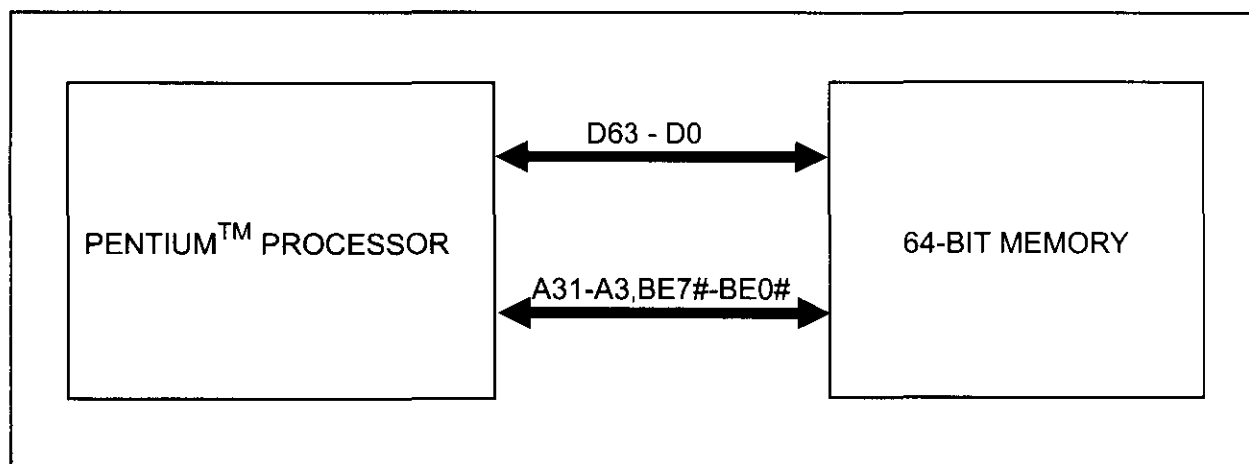 D63 - D0
PENTIUM™ PROCESSOR
64-BIT MEMORY
A31-A3,BE7#-BE0#